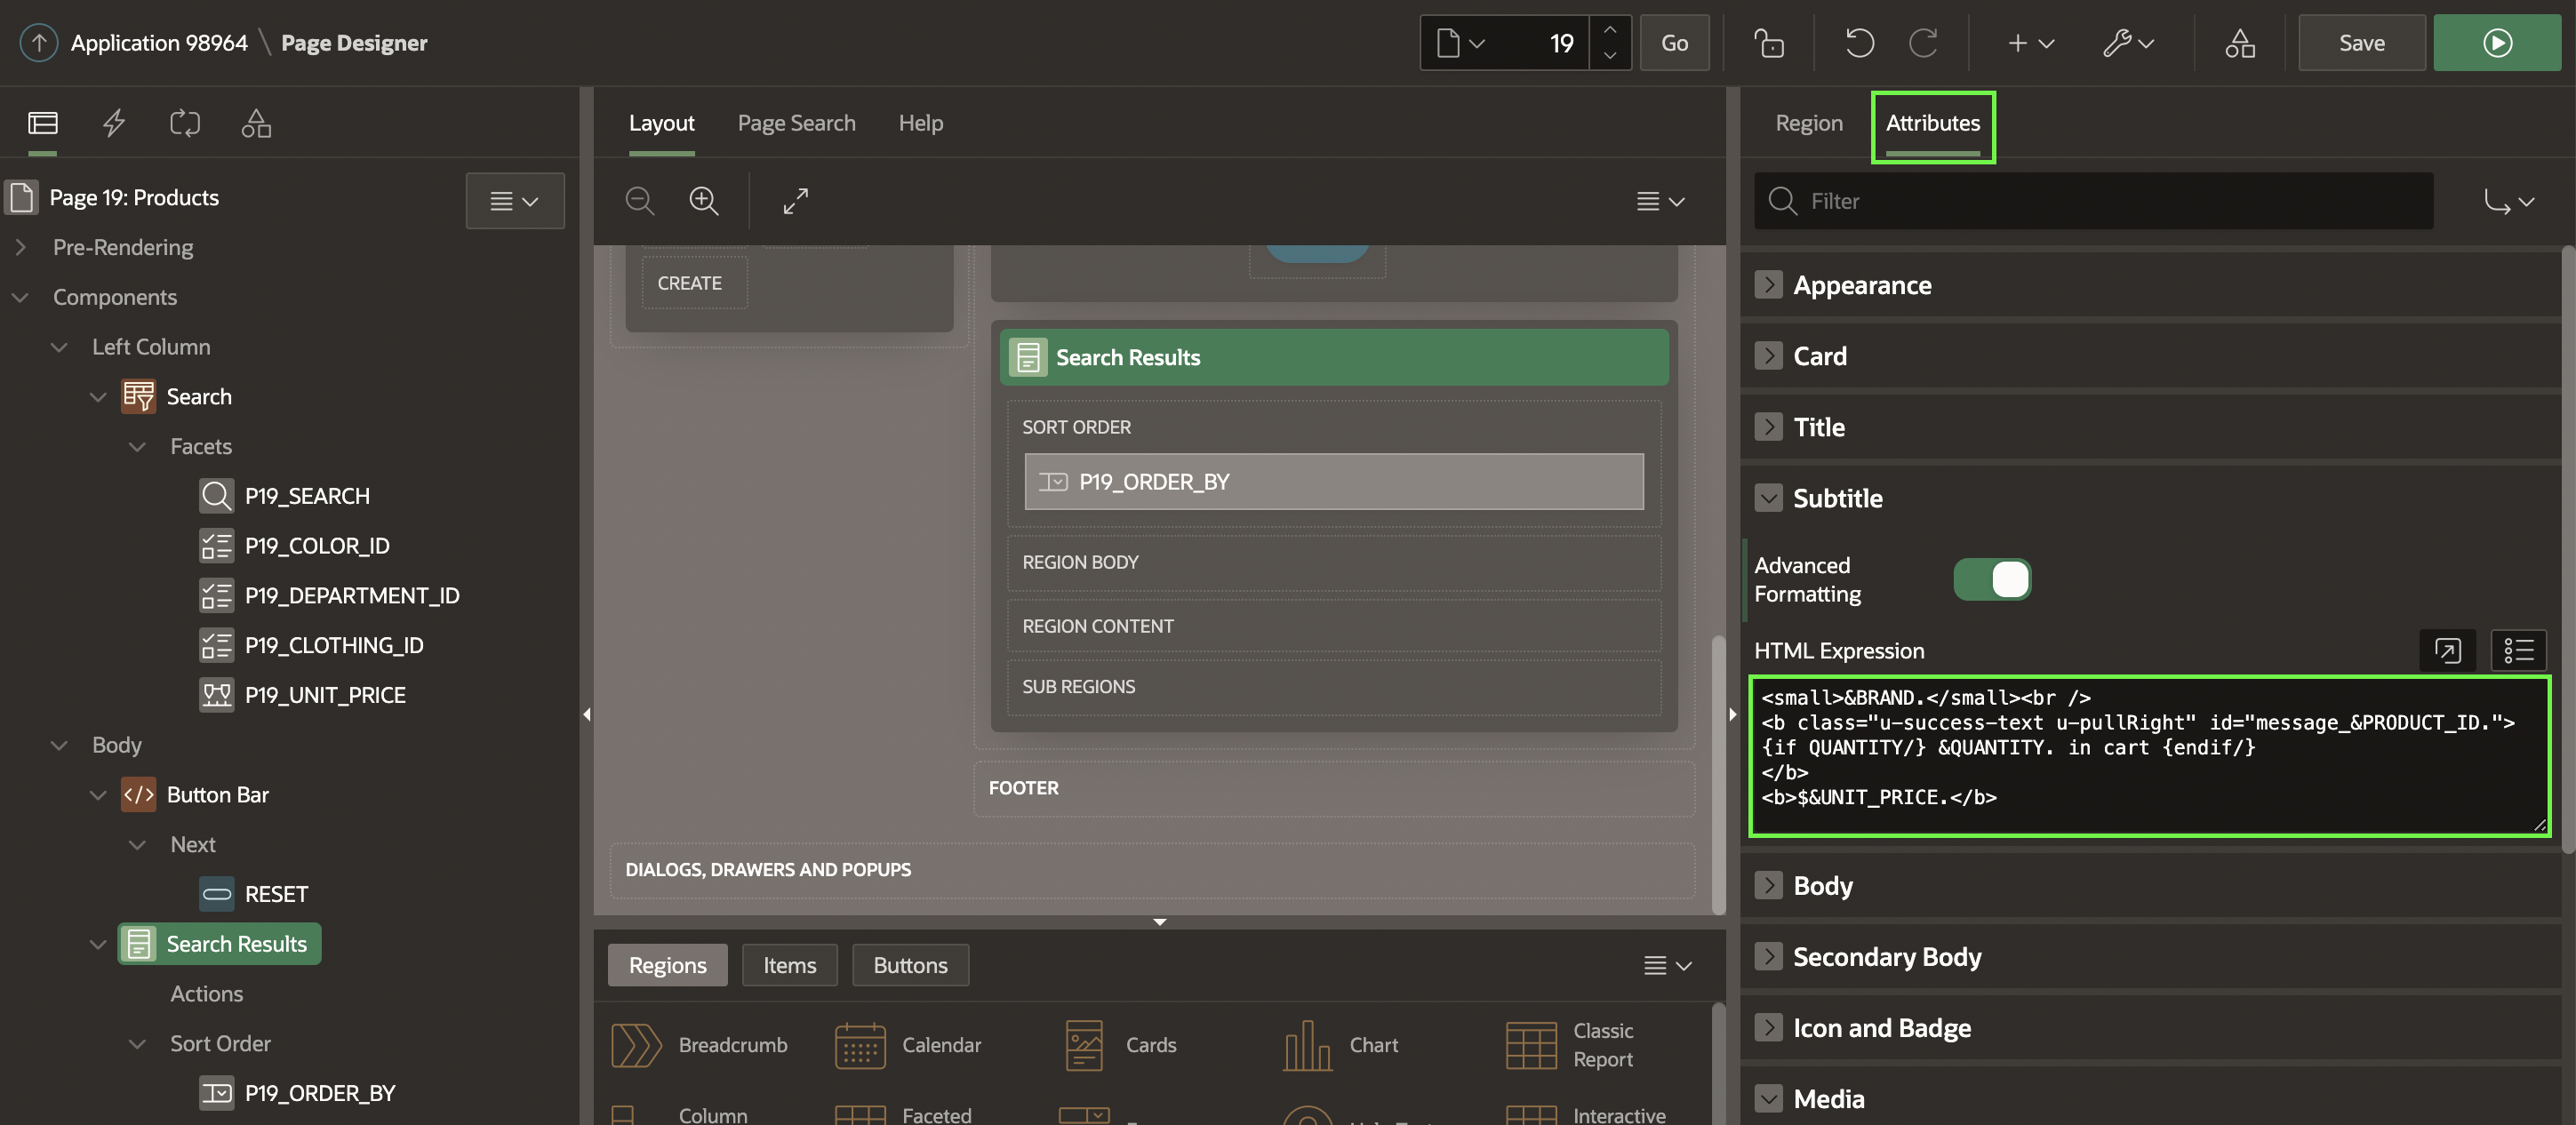 Application 98964 \ Page Designer
19
Go
Save
Layout
Page Search
Help
Region
Attributes
Page 19: Products
Pre-Rendering
Components
Left Column
Search
Facets
P19_SEARCH
P19_COLOR_ID
P19_DEPARTMENT_ID
P19_CLOTHING_ID
P19_UNIT_PRICE
Body
Button Bar
Next
RESET
Search Results
Actions
Sort Order
P19_ORDER_BY
CREATE
Search Results
SORT ORDER
P19_ORDER_BY
REGION BODY
REGION CONTENT
SUB REGIONS
FOOTER
DIALOGS, DRAWERS AND POPUPS
Regions
Items
Buttons
Breadcrumb
Calendar
Cards
Chart
Classic
Report
Column
Faceted
Interactive
Filter
Appearance
Card
Title
Subtitle
Advanced
Formatting
HTML Expression
<small>&BRAND.</small><br />
<b class="u-success-text u-pullRight" id="message_&PRODUCT_ID.">
{if QUANTITY/} &QUANTITY. in cart {endif/}
</b>
<b>$&UNIT_PRICE.</b>
Body
Secondary Body
Icon and Badge
Media